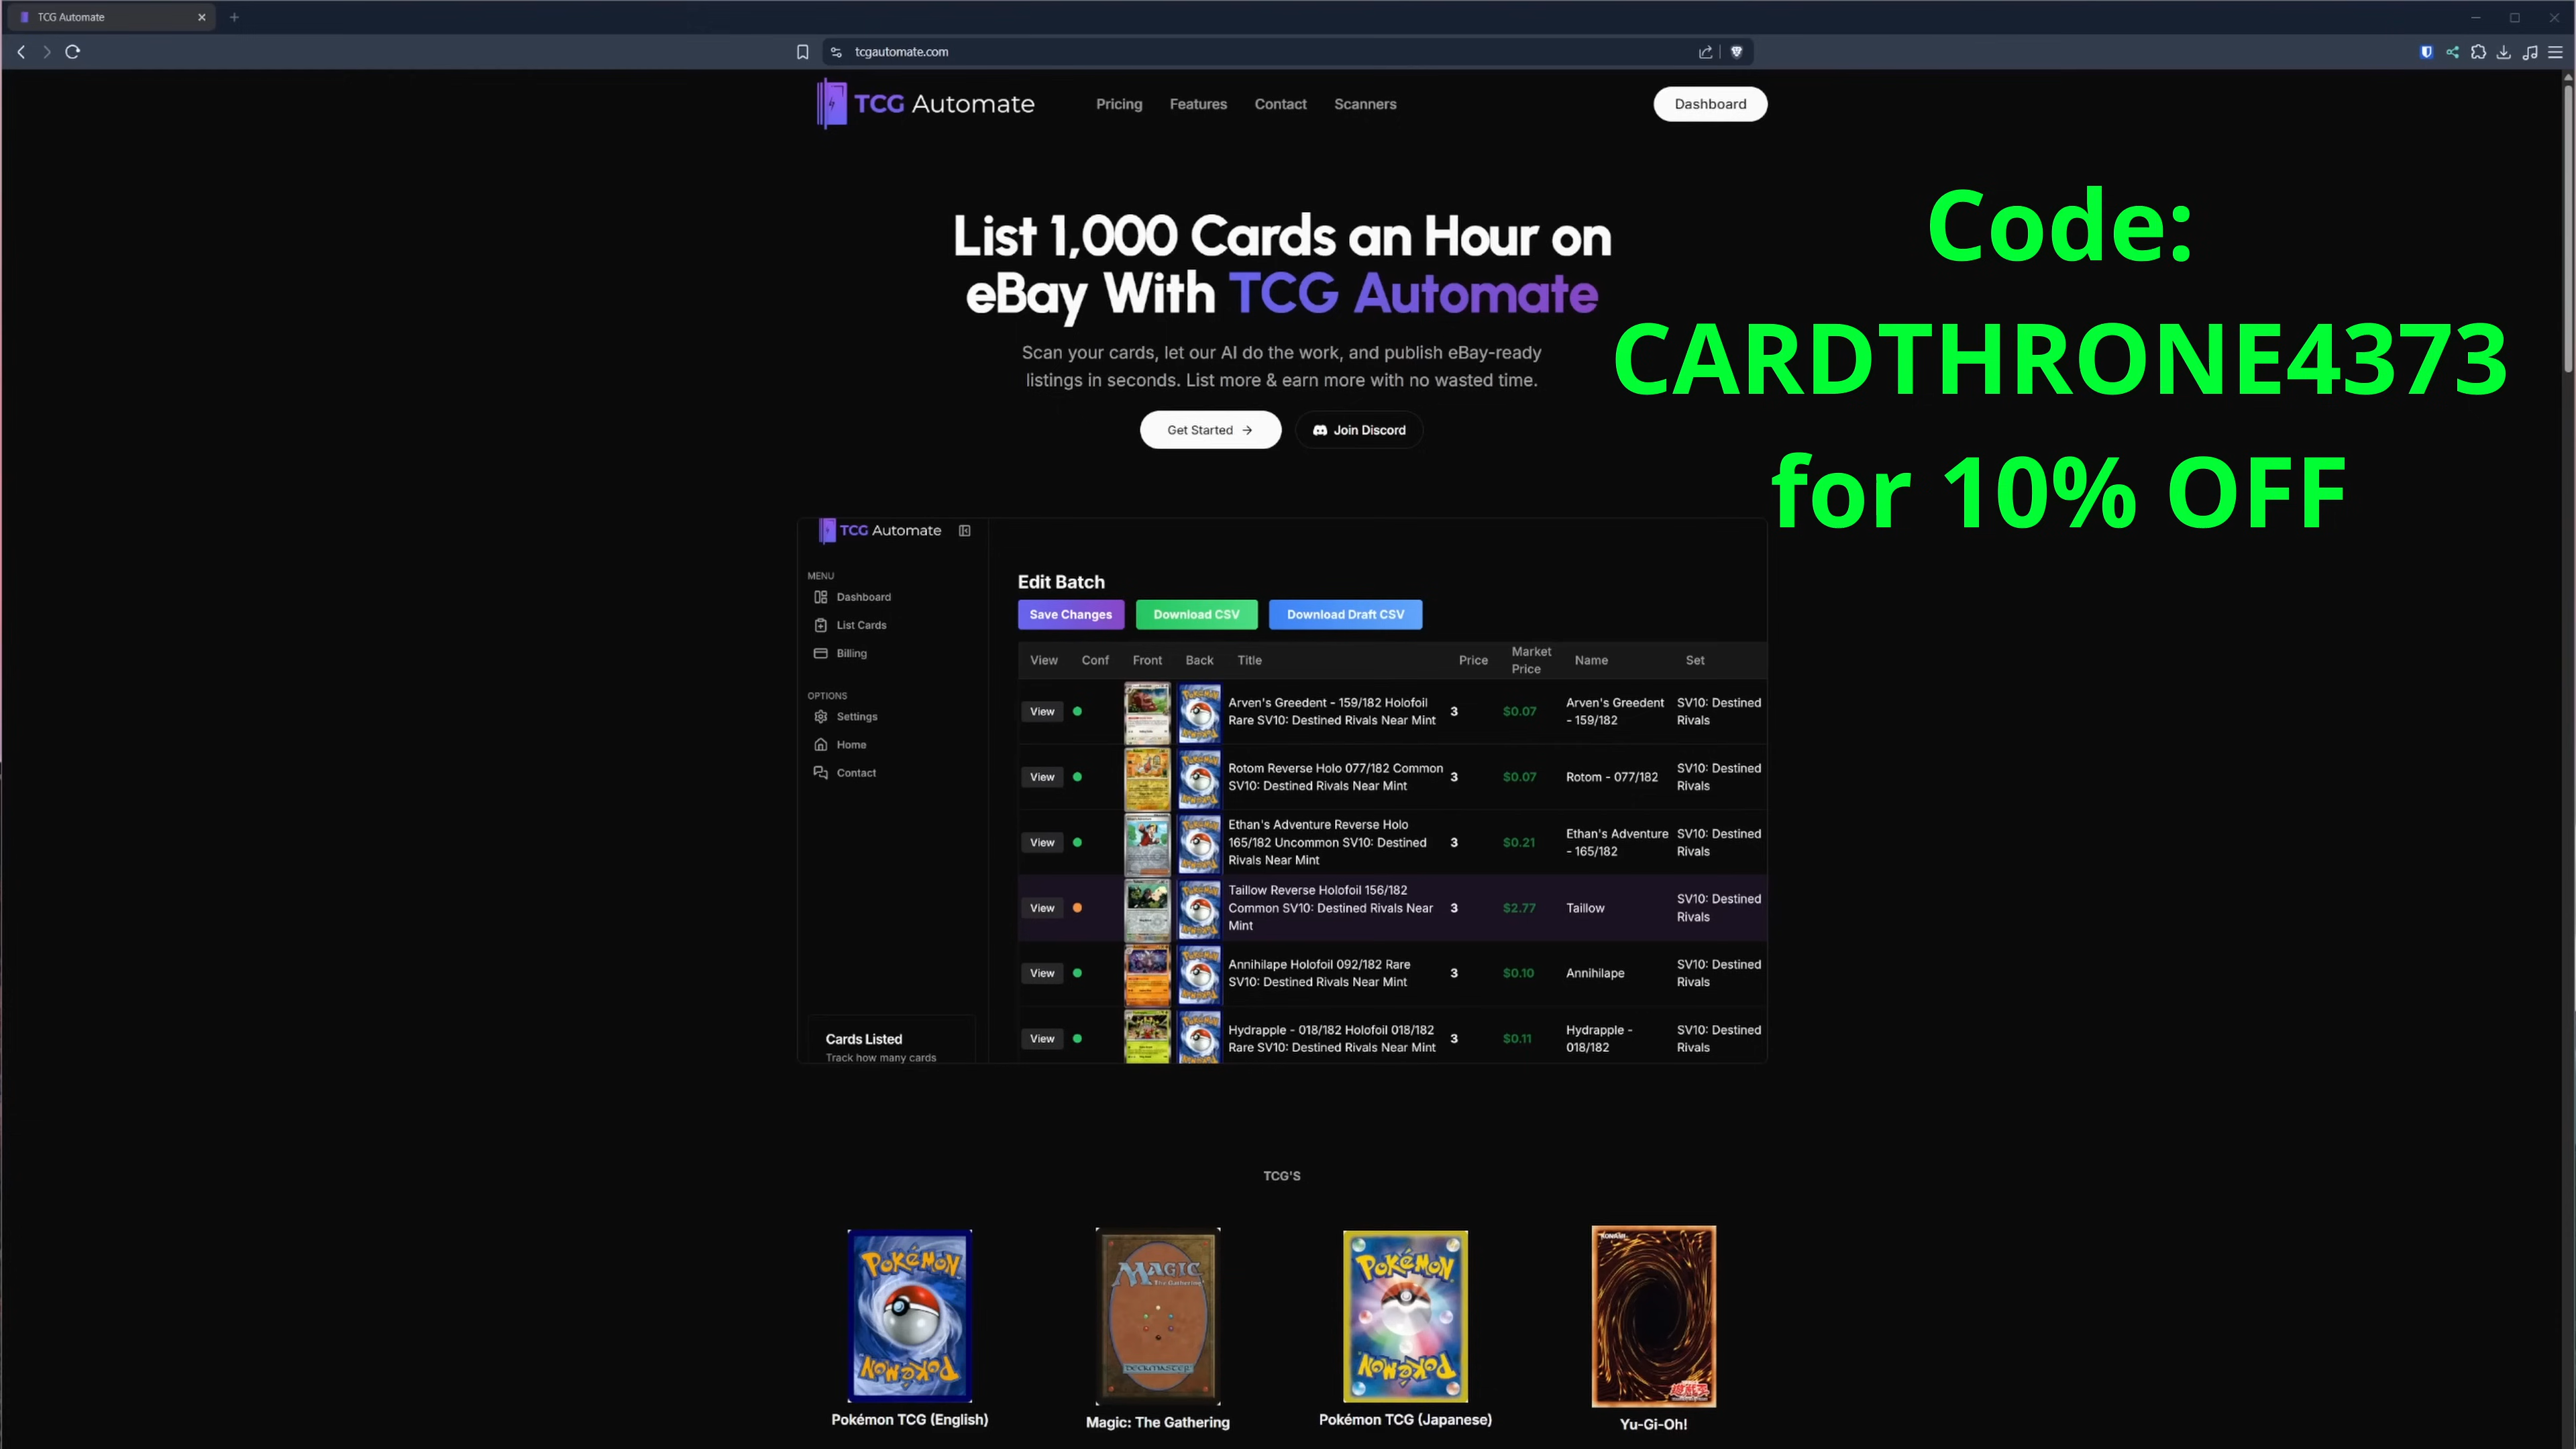 TCG Automate
tcgautomate.com
TCG Automate
Pricing
Features
Contact
Scanners
Dashboard
List 1,000 Cards an Hour on
eBay With TCG Automate
Scan your cards, let our AI do the work, and publish eBay-ready
listings in seconds. List more & earn more with no wasted time.
Get Started →
Join Discord
Code:
CARDTHRONE4373
for 10% OFF
TCG Automate
MENU
Dashboard
List Cards
Billing
OPTIONS
Settings
Home
Contact
Cards Listed
Track how many cards
Edit Batch
Save Changes
Download CSV
Download Draft CSV
View Conf Front Back Title Price Market Price Name Set
View
Arven's Greedent - 159/182 Holofoil
Rare SV10: Destined Rivals Near Mint
3
$0.07
Arven's Greedent
- 159/182
SV10: Destined
Rivals
View
Rotom Reverse Holo 077/182 Common
SV10: Destined Rivals Near Mint
3
$0.07
Rotom - 077/182
SV10: Destined
Rivals
View
Ethan's Adventure Reverse Holo
165/182 Uncommon SV10: Destined
Rivals Near Mint
3
$0.21
Ethan's Adventure
- 165/182
SV10: Destined
Rivals
View
Taillow Reverse Holofoil 156/182
Common SV10: Destined Rivals Near
Mint
3
$2.77
Taillow
SV10: Destined
Rivals
View
Annihilape Holofoil 092/182 Rare
SV10: Destined Rivals Near Mint
3
$0.10
Annihilape
SV10: Destined
Rivals
View
Hydrapple - 018/182 Holofoil 018/182
Rare SV10: Destined Rivals Near Mint
3
$0.11
Hydrapple -
018/182
SV10: Destined
Rivals
TCG'S
Pokémon
Pokémon
Pokémon TCG (English)
Magic
The Gathering
DECKMASTER
Magic: The Gathering
Pokémon
Pokémon
Pokémon TCG (Japanese)
KONAMI
Yu-Gi-Oh!